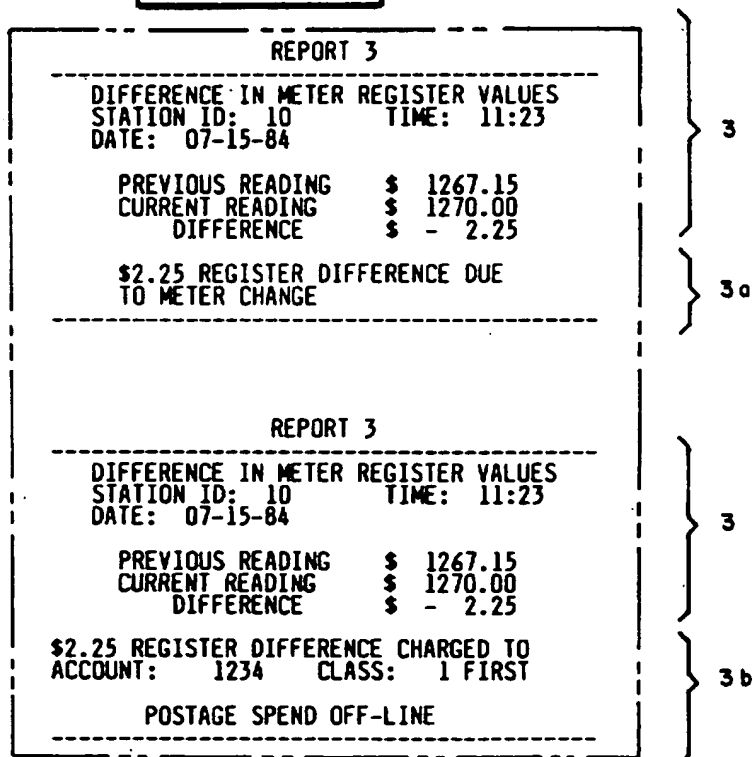 REPORT 3
DIFFERENCE IN METER REGISTER VALUES
STATION ID: 10 TIME: 11:23
DATE: 07-15-84
PREVIOUS READING $ 1267.15
CURRENT READING $ 1270.00
DIFFERENCE $ - 2.25
3
$2.25 REGISTER DIFFERENCE DUE
TO METER CHANGE
3a
REPORT 3
DIFFERENCE IN METER REGISTER VALUES
STATION ID: 10 TIME: 11:23
DATE: 07-15-84
PREVIOUS READING $ 1267.15
CURRENT READING $ 1270.00
DIFFERENCE $ - 2.25
3
$2.25 REGISTER DIFFERENCE CHARGED TO
ACCOUNT: 1234 CLASS: 1 FIRST
POSTAGE SPEND OFF-LINE
3b